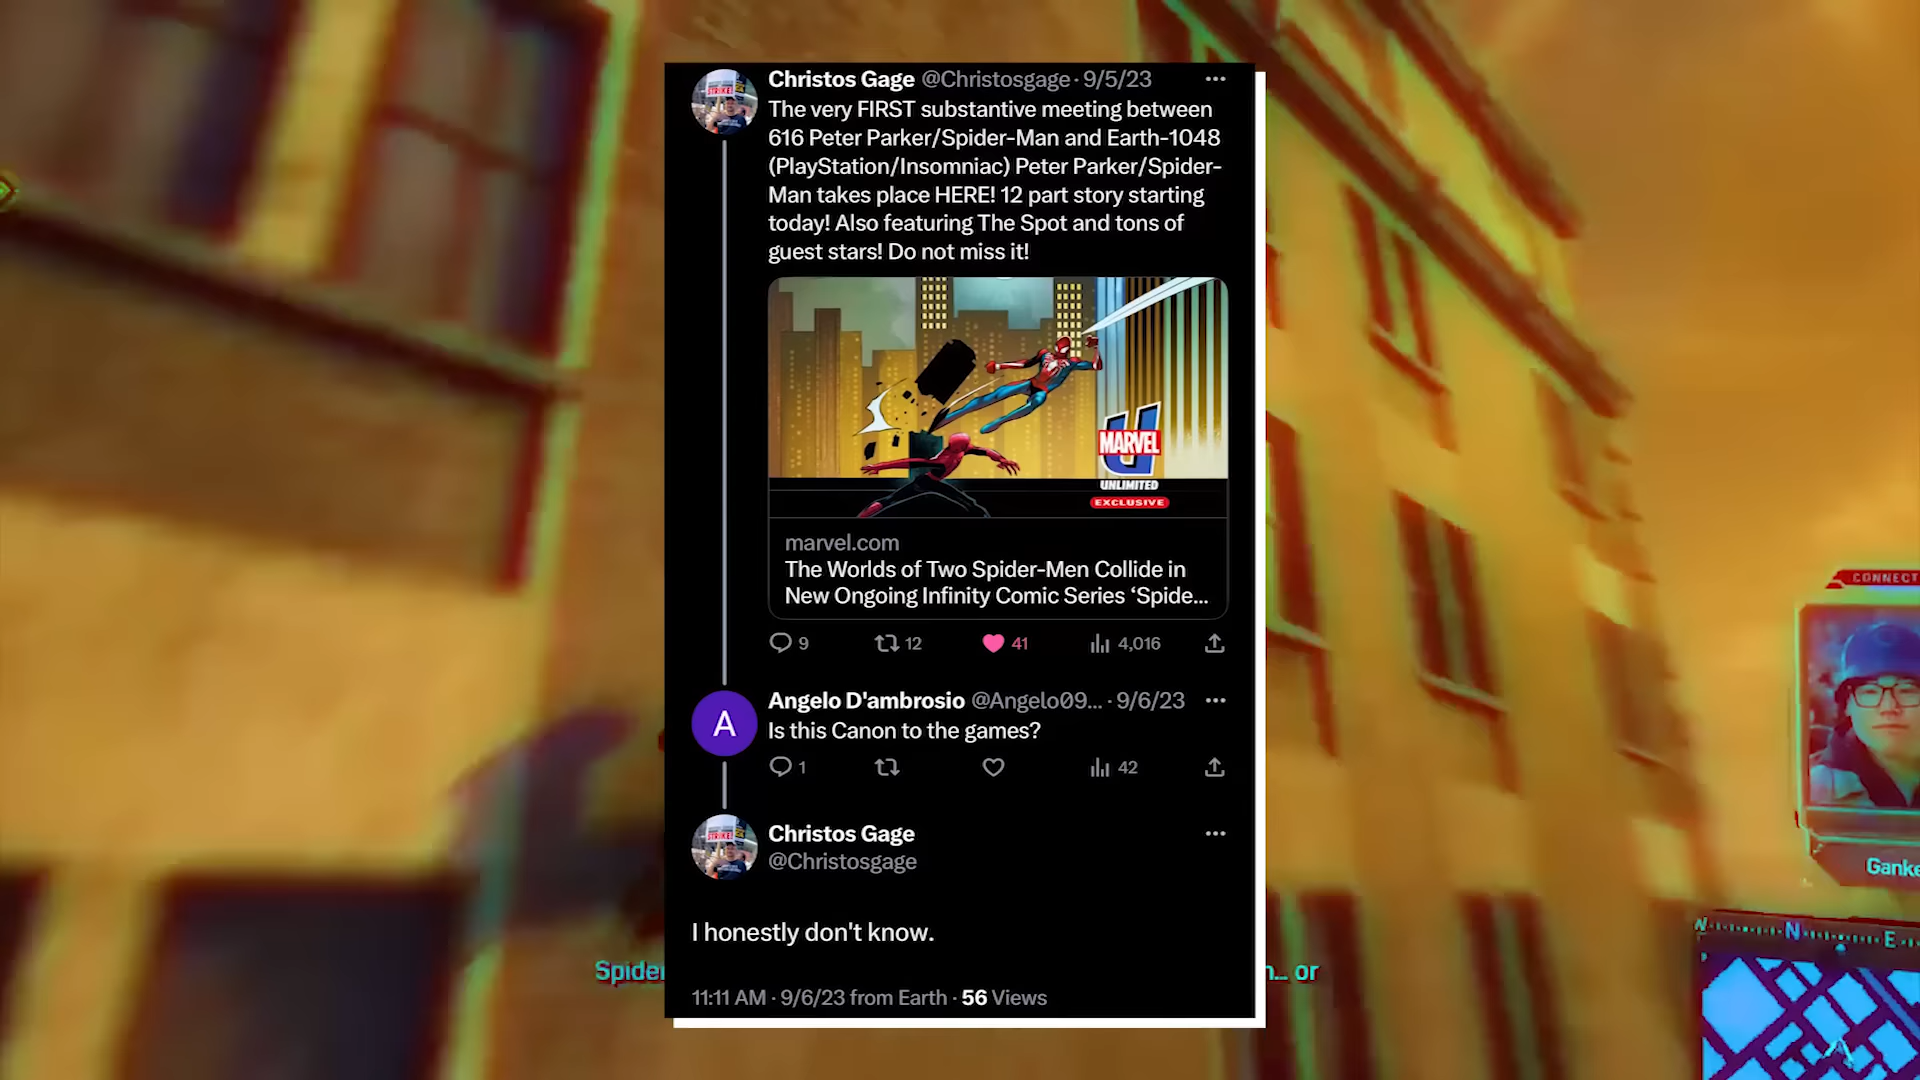 Christos Gage @Christosgage · 9/5/23
The very FIRST substantive meeting between
616 Peter Parker/Spider-Man and Earth-1048
(PlayStation/Insomniac) Peter Parker/Spider-
Man takes place HERE! 12 part story starting
today! Also featuring The Spot and tons of
guest stars! Do not miss it!
MARVEL
UNLIMITED
EXCLUSIVE
marvel.com
The Worlds of Two Spider-Men Collide in
New Ongoing Infinity Comic Series ‘Spide...
9 12 41 4,016
Angelo D'ambrosio @Angelo09... · 9/6/23
A
Is this Canon to the games?
1 42
Christos Gage
@Christosgage
I honestly don't know.
11:11 AM · 9/6/23 from Earth · 56 Views
STRIKE!
STRIKE!
Spider
... or
CONNECT
Ganke
N E